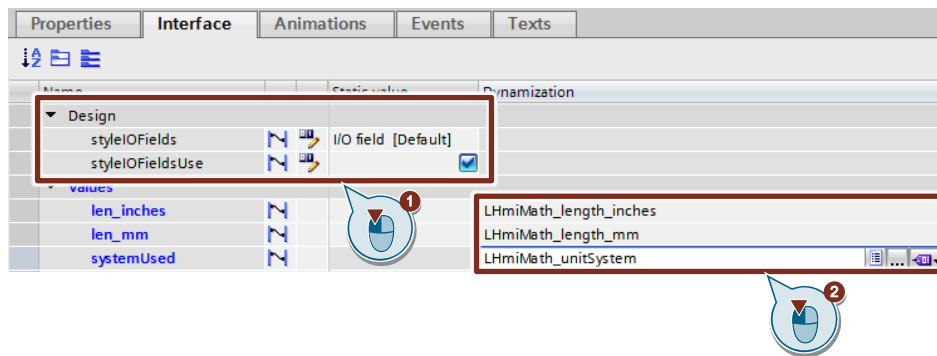 Properties Interface Animations Events Texts
Name Static value Dynamization
Design
styleIOFields I/O field [Default]
styleIOFieldsUse
Values
len_inches LHmiMath_length_inches
len_mm LHmiMath_length_mm
systemUsed LHmiMath_unitSystem ...
1
2